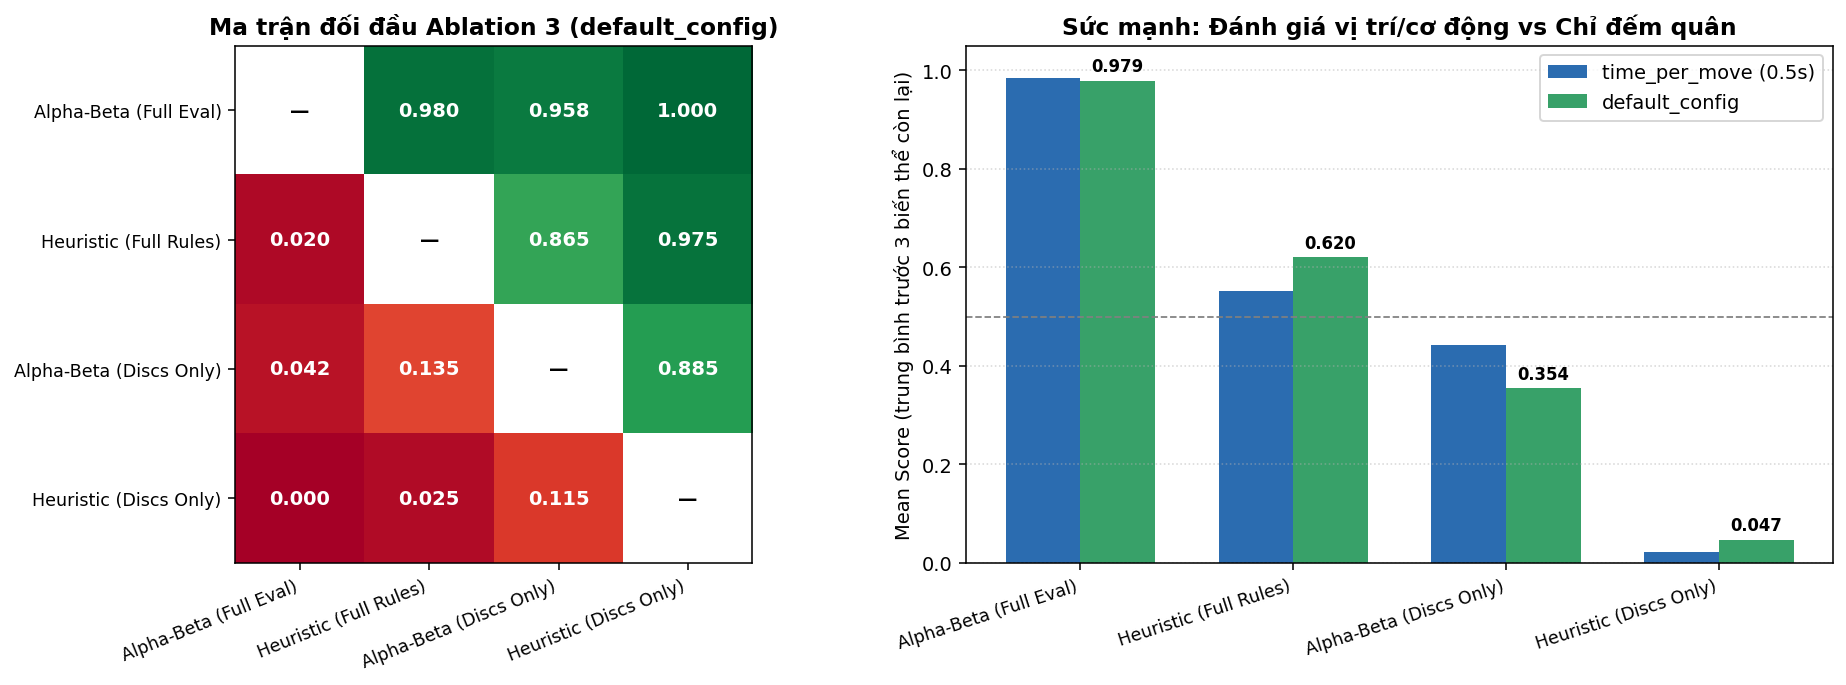 Ma trận đối đầu Ablation 3 (default_config)
Alpha-Beta (Full Eval)
— 0.980 0.958 1.000
Heuristic (Full Rules)
0.020 — 0.865 0.975
Alpha-Beta (Discs Only)
0.042 0.135 — 0.885
Heuristic (Discs Only)
0.000 0.025 0.115 —
Alpha-Beta (Full Eval)
Heuristic (Full Rules)
Alpha-Beta (Discs Only)
Heuristic (Discs Only)
Sức mạnh: Đánh giá vị trí/cơ động vs Chỉ đếm quân
Mean Score (trung bình trước 3 biến thể còn lại)
1.0
0.8
0.6
0.4
0.2
0.0
time_per_move (0.5s)
default_config
0.979
0.620
0.354
0.047
Alpha-Beta (Full Eval)
Heuristic (Full Rules)
Alpha-Beta (Discs Only)
Heuristic (Discs Only)